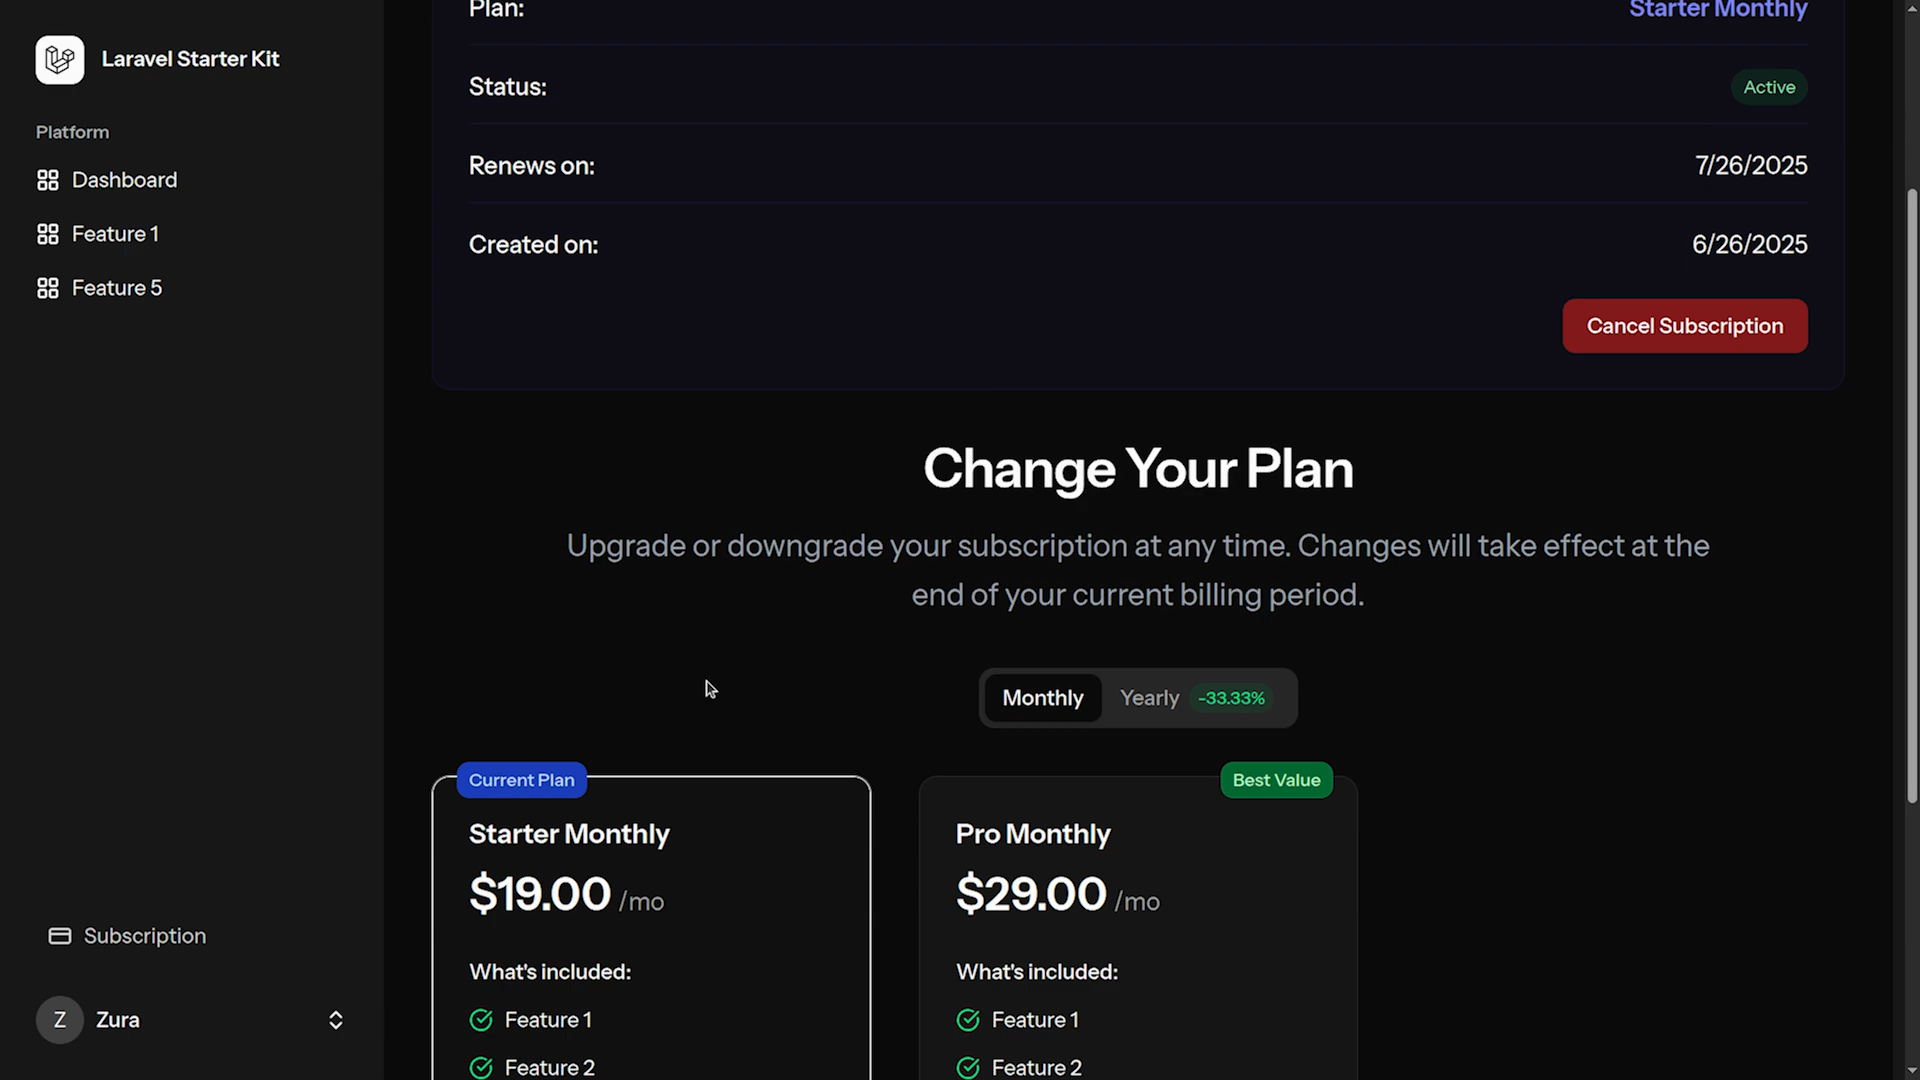 Laravel Starter Kit
Platform
Dashboard
Feature 1
Feature 5
Subscription
Z
Zura
Plan:
Starter Monthly
Status:
Active
Renews on:
7/26/2025
Created on:
6/26/2025
Cancel Subscription
Change Your Plan
Upgrade or downgrade your subscription at any time. Changes will take effect at the
end of your current billing period.
Monthly
Yearly -33.33%
Current Plan
Starter Monthly
$19.00 /mo
What's included:
Feature 1
Feature 2
Best Value
Pro Monthly
$29.00 /mo
What's included:
Feature 1
Feature 2